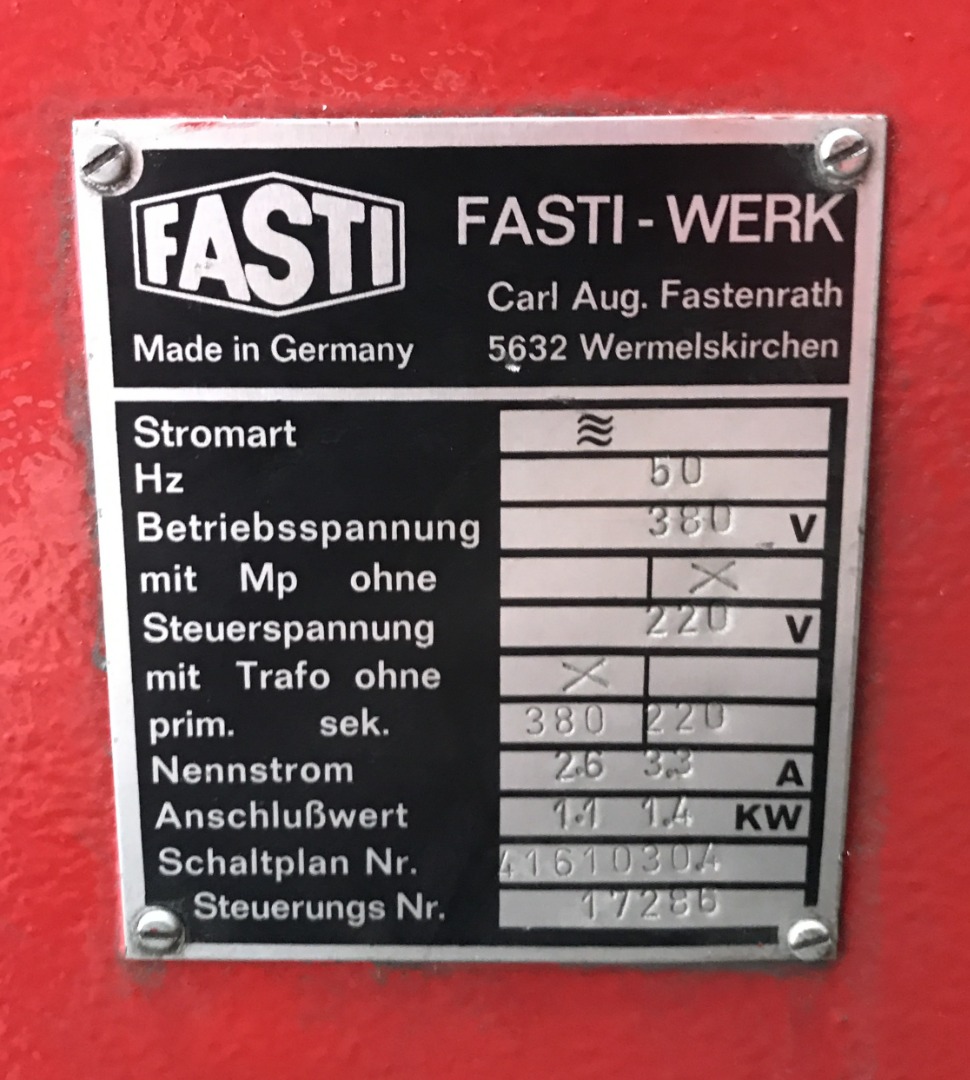 FASTI
FASTI-WERK
Carl Aug. Fastenrath
Made in Germany
5632 Wermelskirchen
Stromart ≋
Hz 50
Betriebsspannung 380 V
mit Mp ohne X
Steuerspannung 220 V
mit Trafo ohne X
prim. sek. 380 220
Nennstrom 2.6 3.3 A
Anschlußwert 1.1 1.4 KW
Schaltplan Nr. 41610304
Steuerungs Nr. 17286